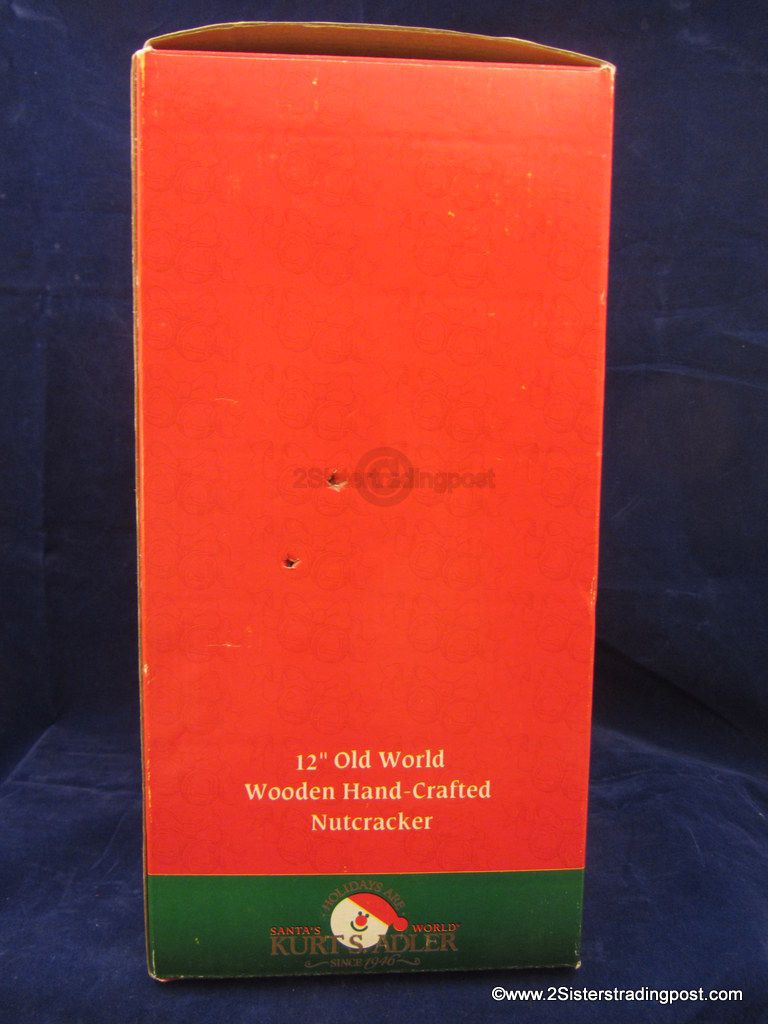 2Sisterstradingpost
12" Old World
Wooden Hand-Crafted
Nutcracker
HOLIDAYS ARE
SANTA'S WORLD
KURT S. ADLER
SINCE 1946
©www.2Sisterstradingpost.com